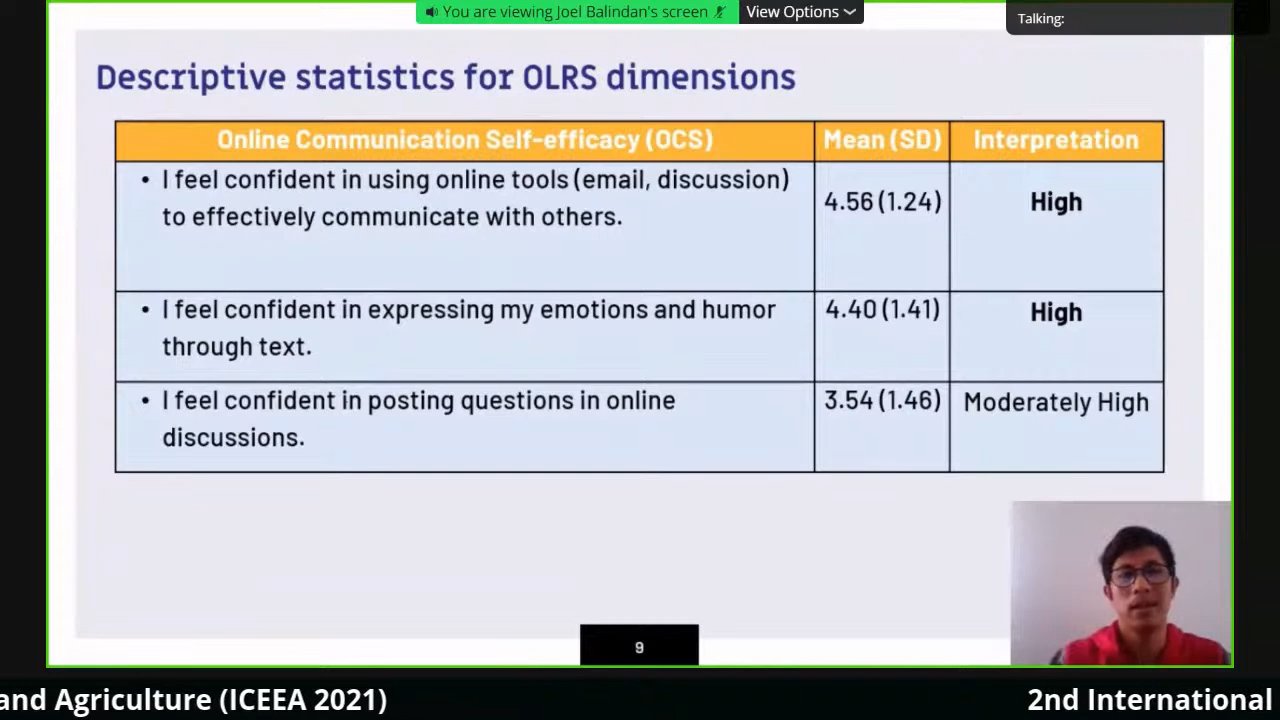 You are viewing Joel Balindan's screen
View Options
Talking:
Descriptive statistics for OLRS dimensions
Online Communication Self-efficacy (OCS)
Mean (SD)
Interpretation
• I feel confident in using online tools (email, discussion)
to effectively communicate with others.
4.56 (1.24)
High
• I feel confident in expressing my emotions and humor
through text.
4.40 (1.41)
High
• I feel confident in posting questions in online
discussions.
3.54 (1.46)
Moderately High
9
and Agriculture (ICEEA 2021)
2nd International